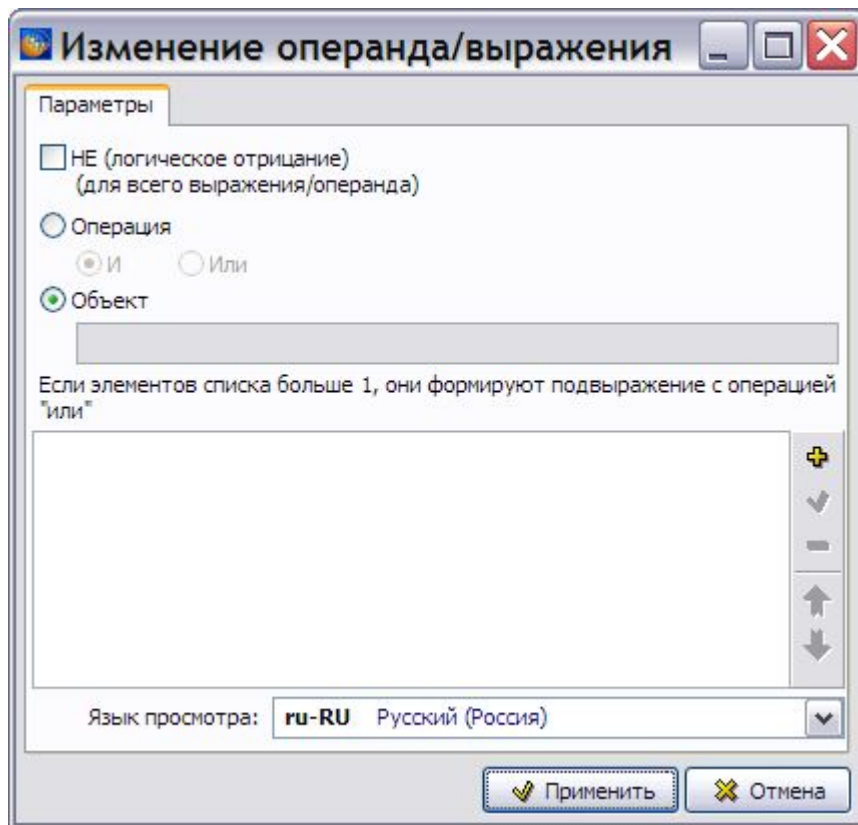 Изменение операнда/выражения
Параметры
НЕ (логическое отрицание)
(для всего выражения/операнда)
Операция
И Или
Объект
Если элементов списка больше 1, они формируют подвыражение с операцией
"или"
Язык просмотра: ru-RU Русский (Россия)
Применить Отмена